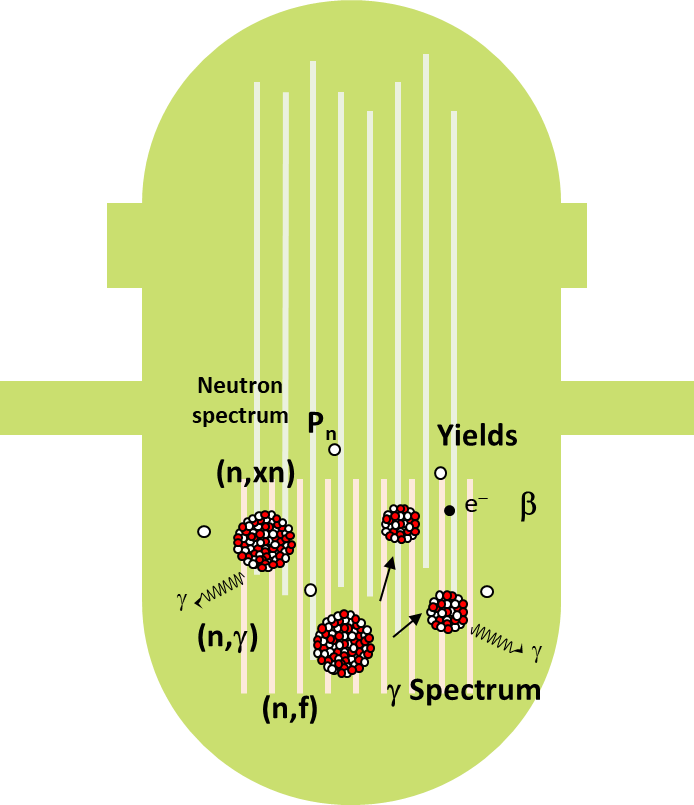 Neutron
spectrum
Pn
Yields
(n,xn)
e− β
γ
(n,γ)
γ
γ Spectrum
(n,f)